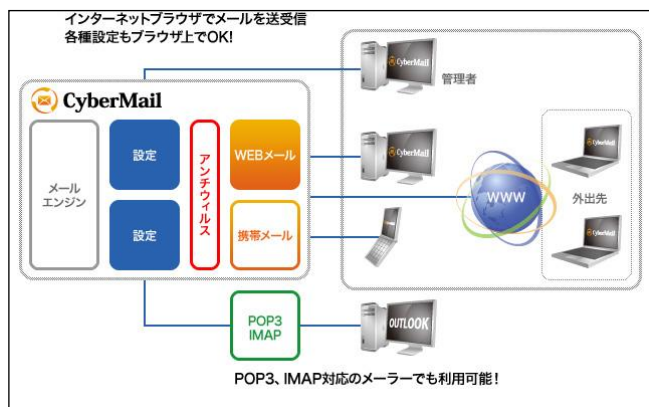 インターネットブラウザでメールを送受信
各種設定もブラウザ上でOK!
CyberMail
メール
エンジン
設定
設定
アンチウィルス
WEBメール
携帯メール
POP3
IMAP
CyberMail
管理者
CyberMail
WWW
CyberMail
外出先
CyberMail
OUTLOOK
POP3、IMAP対応のメーラーでも利用可能!